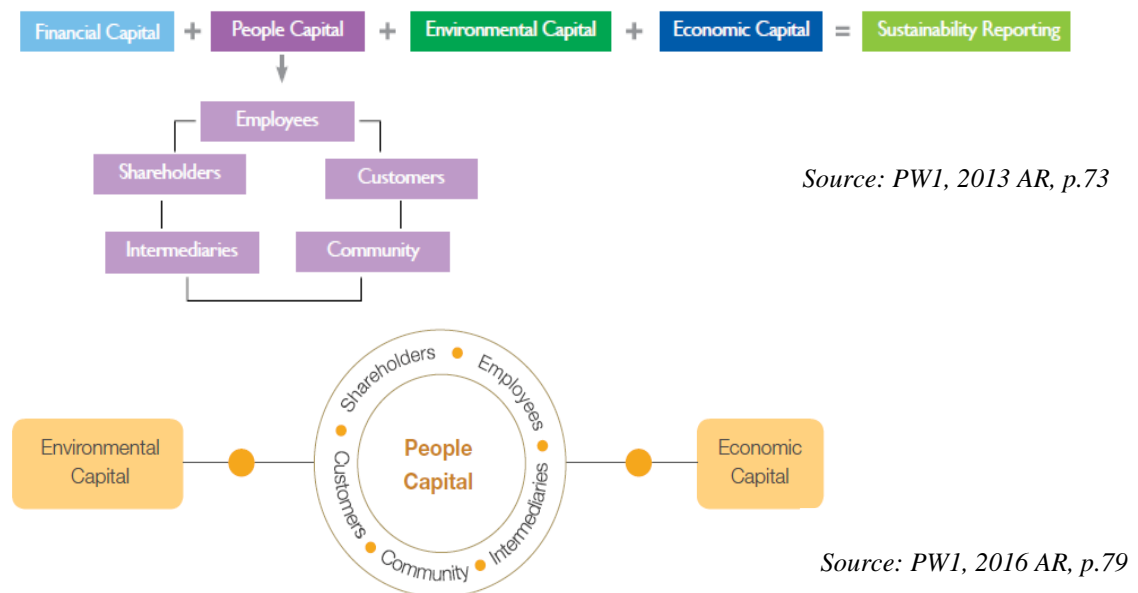 Financial Capital + People Capital + Environmental Capital + Economic Capital = Sustainability Reporting
Employees
Shareholders
Customers
Source: PW1, 2013 AR, p.73
Intermediaries
Community
Shareholders
Employees
Environmental
Capital
People
Capital
Economic
Capital
Customers
Intermediaries
Community
Source: PW1, 2016 AR, p.79